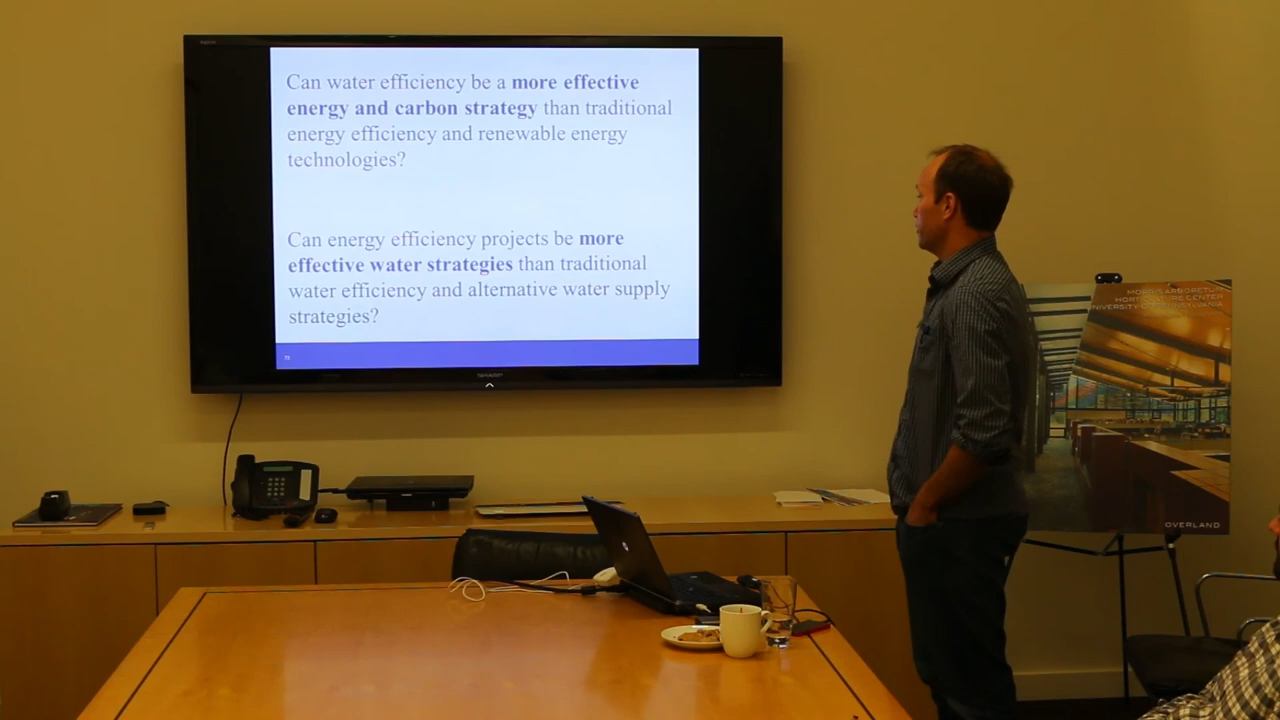 Can water efficiency be a more effective
energy and carbon strategy than traditional
energy efficiency and renewable energy
technologies?
Can energy efficiency projects be more
effective water strategies than traditional
water efficiency and alternative water supply
strategies?
72
SHARP
MORRIS ARBORETUM
HORTICULTURE CENTER
UNIVERSITY OF PENNSYLVANIA
OVERLAND